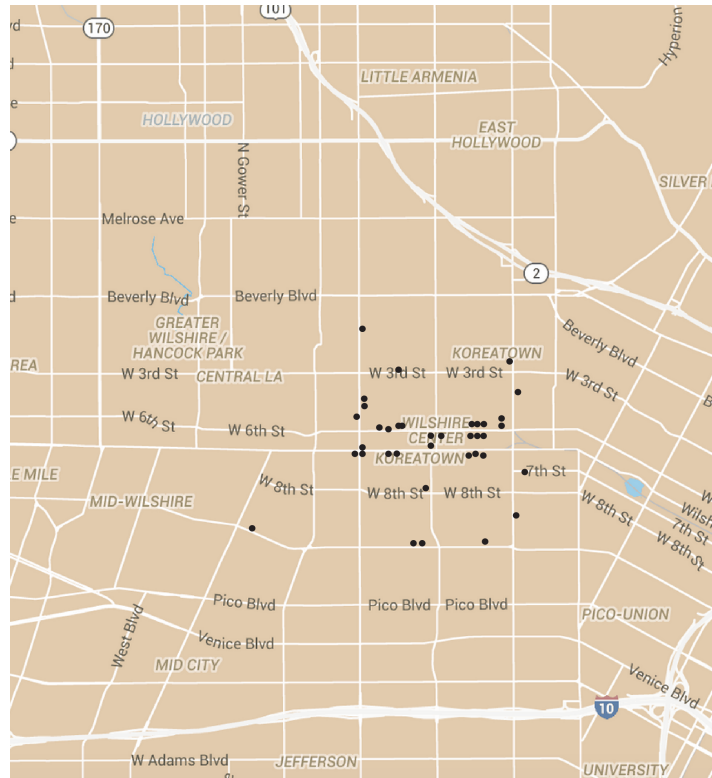 101
170
Hyperion
LITTLE ARMENIA
HOLLYWOOD
EAST
HOLLYWOOD
N Gower St
SILVER
Melrose Ave
2
Beverly Blvd
Beverly Blvd
GREATER
WILSHIRE /
HANCOCK PARK
Beverly Blvd
KOREATOWN
W 3rd St
CENTRAL LA
W 3rd St
W 3rd St
W 3rd St
W 6th St
W 6th St
WILSHIRE
CENTER
KOREATOWN
E MILE
MID-WILSHIRE
W 8th St
W 8th St
W 8th St
7th St
W 8th St
Wilsh
7th St
W 8th St
Pico Blvd
Pico Blvd
Pico Blvd
PICO-UNION
West Blvd
Venice Blvd
MID CITY
Venice Blvd
10
W Adams Blvd
JEFFERSON
UNIVERSITY